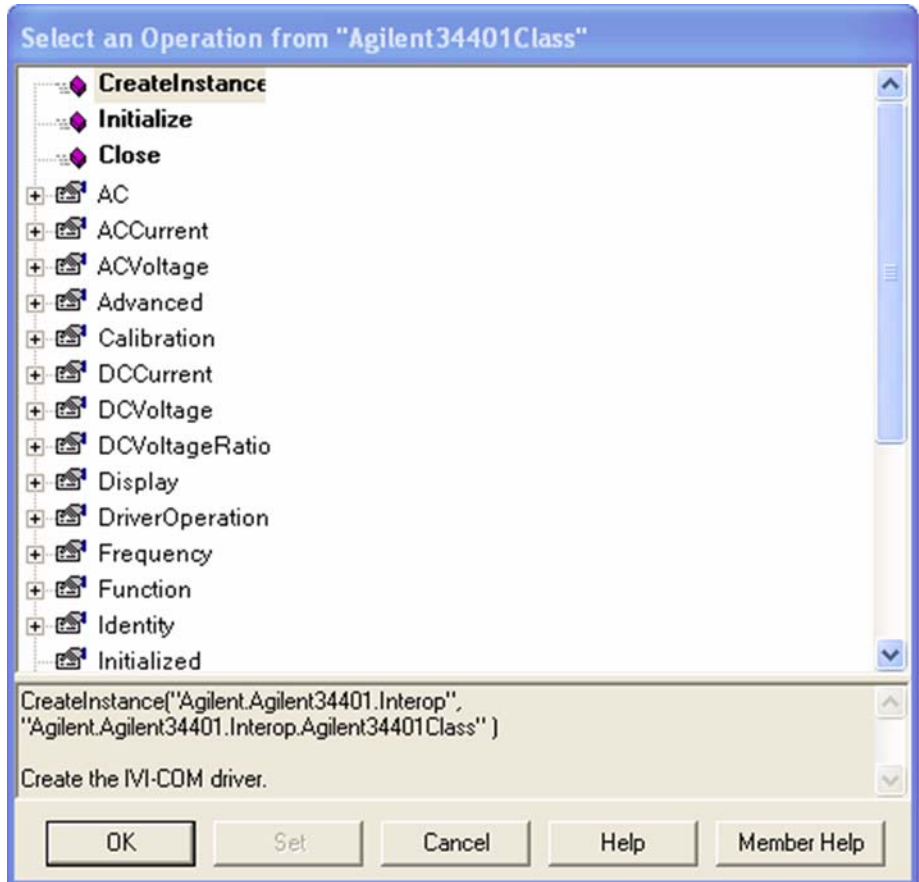 Select an Operation from "Agilent34401Class"
CreateInstance
Initialize
Close
AC
ACCurrent
ACVoltage
Advanced
Calibration
DCCurrent
DCVoltage
DCVoltageRatio
Display
DriverOperation
Frequency
Function
Identity
Initialized
CreateInstance("Agilent.Agilent34401.Interop",
"Agilent.Agilent34401.Interop.Agilent34401Class" )
Create the IVI-COM driver.
OK Set Cancel Help Member Help